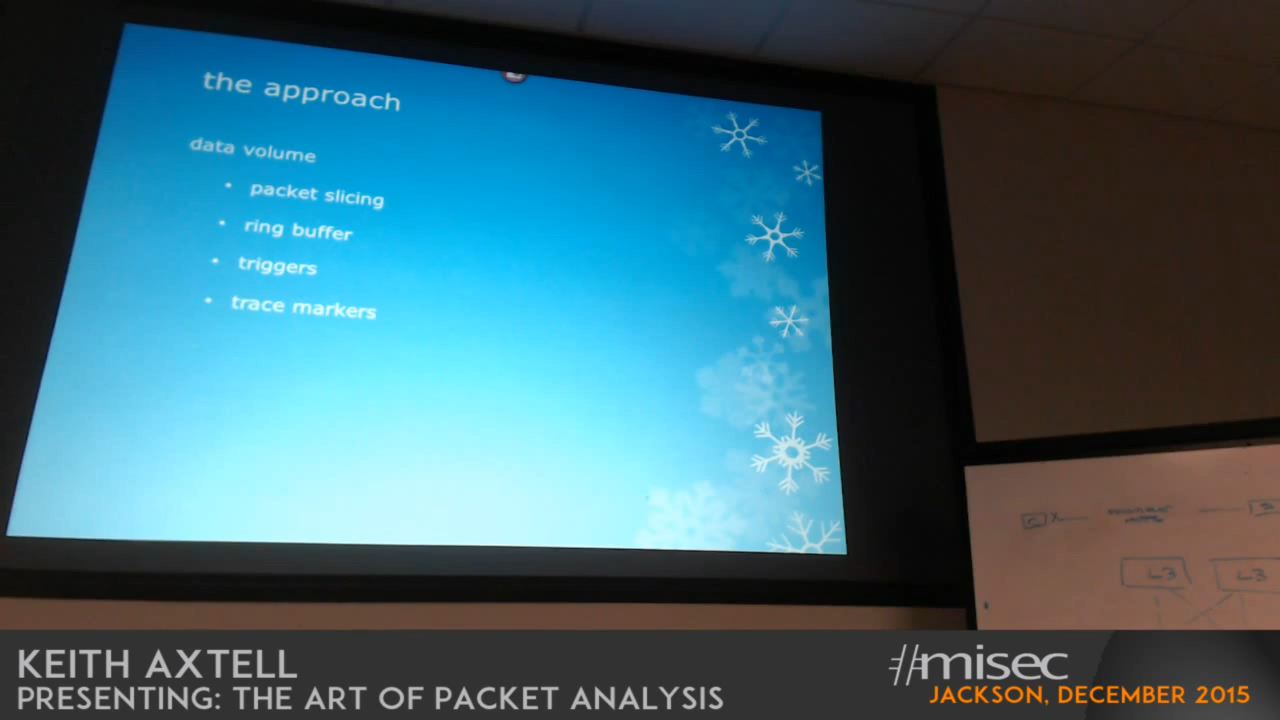 the approach
data volume
• packet slicing
• ring buffer
• triggers
• trace markers
L3
L3
KEITH AXTELL
PRESENTING: THE ART OF PACKET ANALYSIS
#misec
JACKSON, DECEMBER 2015